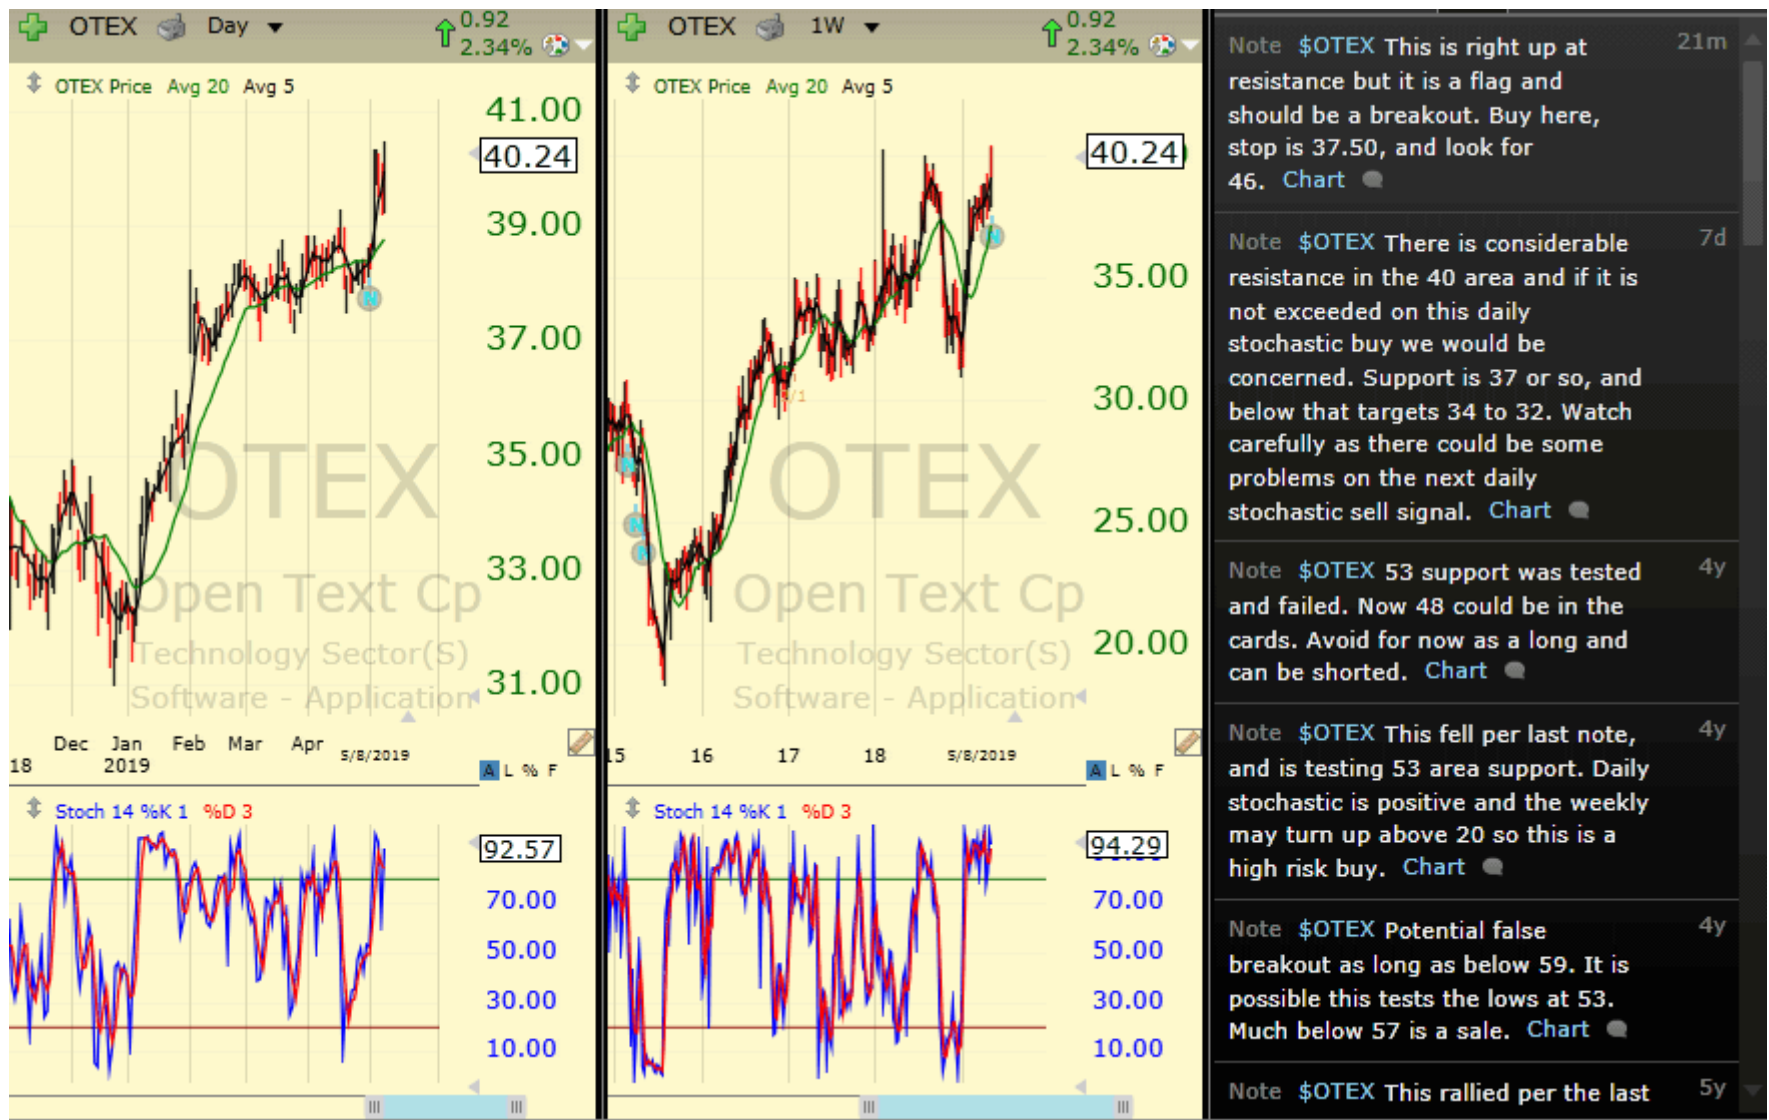 OTEX Day 0.92
2.34%
OTEX Price Avg 20 Avg 5
41.00
40.24
39.00
37.00
35.00
33.00
31.00
OTEX
Open Text Cp
Technology Sector(S)
Software - Application
Dec Jan Feb Mar Apr 5/8/2019
18 2019
A L % F
Stoch 14 %K 1 %D 3
92.57
70.00
50.00
30.00
10.00
OTEX 1W 0.92
2.34%
OTEX Price Avg 20 Avg 5
40.24
35.00
30.00
25.00
20.00
OTEX
Open Text Cp
Technology Sector(S)
Software - Application
15 16 17 18 5/8/2019
A L % F
Stoch 14 %K 1 %D 3
94.29
70.00
50.00
30.00
10.00
Note $OTEX This is right up at 21m
resistance but it is a flag and
should be a breakout. Buy here,
stop is 37.50, and look for
46. Chart
Note $OTEX There is considerable 7d
resistance in the 40 area and if it is
not exceeded on this daily
stochastic buy we would be
concerned. Support is 37 or so, and
below that targets 34 to 32. Watch
carefully as there could be some
problems on the next daily
stochastic sell signal. Chart
Note $OTEX 53 support was tested 4y
and failed. Now 48 could be in the
cards. Avoid for now as a long and
can be shorted. Chart
Note $OTEX This fell per last note, 4y
and is testing 53 area support. Daily
stochastic is positive and the weekly
may turn up above 20 so this is a
high risk buy. Chart
Note $OTEX Potential false 4y
breakout as long as below 59. It is
possible this tests the lows at 53.
Much below 57 is a sale. Chart
Note $OTEX This rallied per the last 5y